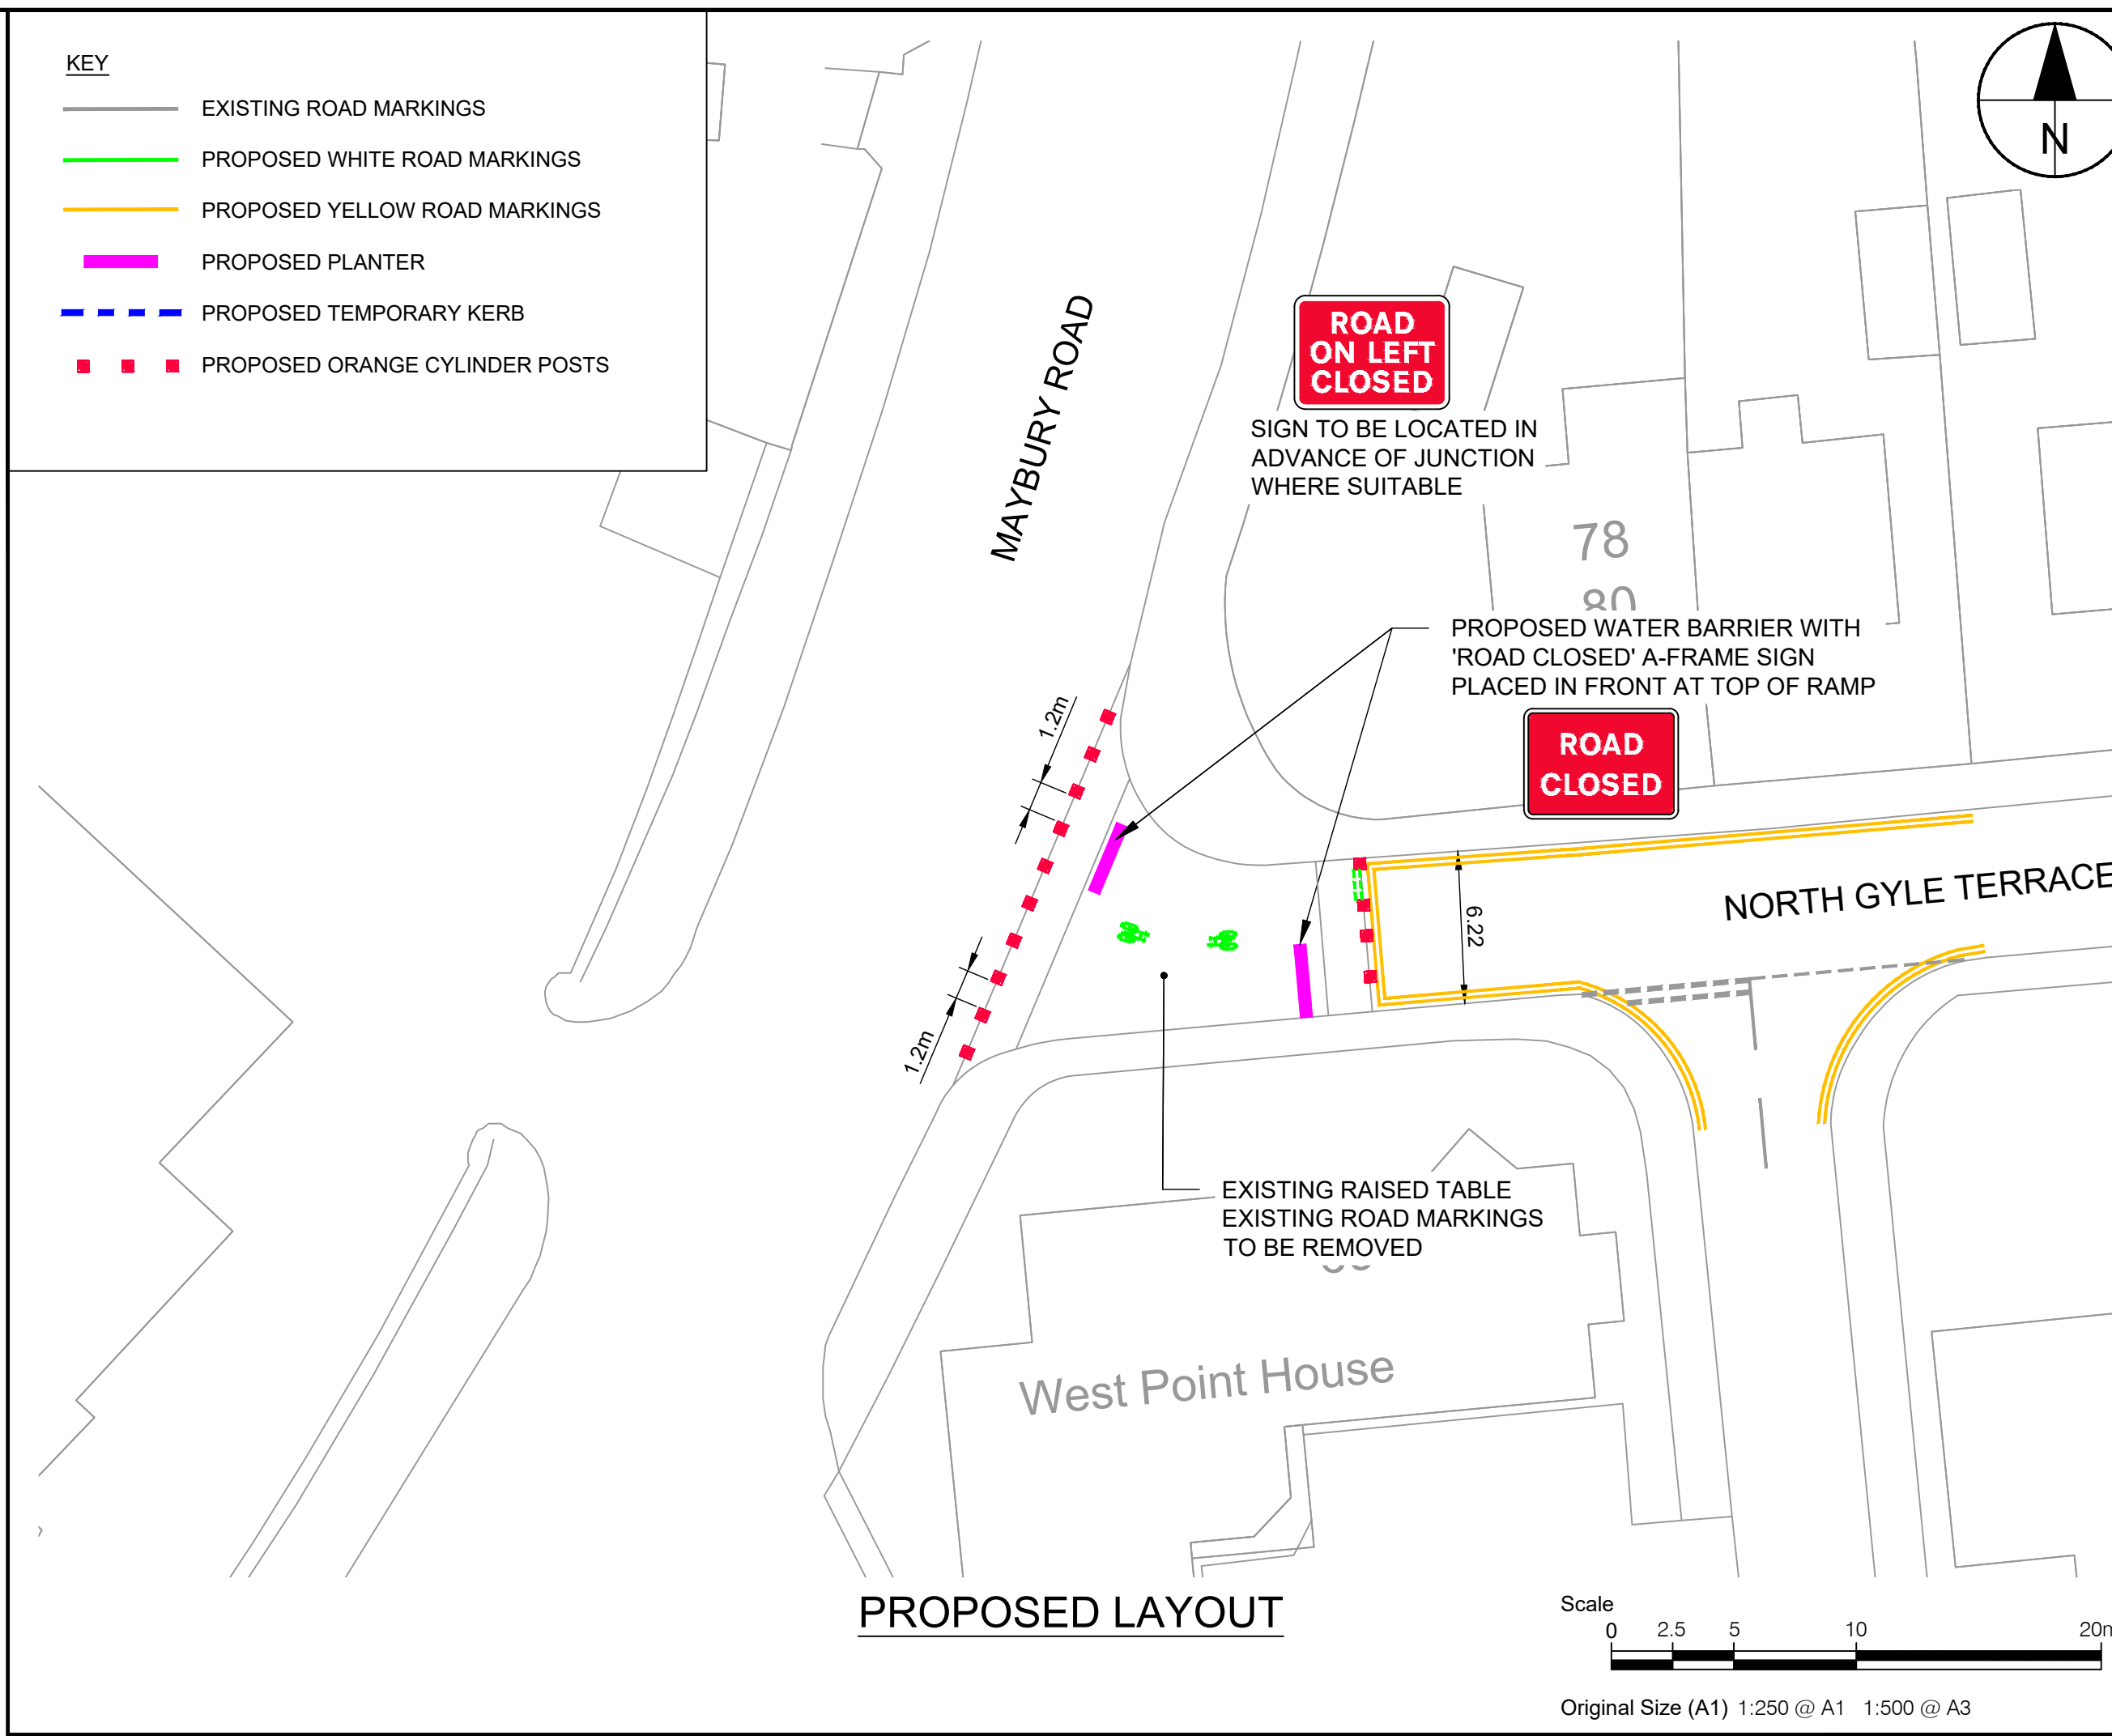 KEY
EXISTING ROAD MARKINGS
PROPOSED WHITE ROAD MARKINGS
PROPOSED YELLOW ROAD MARKINGS
PROPOSED PLANTER
PROPOSED TEMPORARY KERB
PROPOSED ORANGE CYLINDER POSTS
N
MAYBURY ROAD
ROAD
ON LEFT
CLOSED
SIGN TO BE LOCATED IN
ADVANCE OF JUNCTION
WHERE SUITABLE
78
80
PROPOSED WATER BARRIER WITH
'ROAD CLOSED' A-FRAME SIGN
PLACED IN FRONT AT TOP OF RAMP
ROAD
CLOSED
1.2m
6.22
NORTH GYLE TERRACE
1.2m
EXISTING RAISED TABLE
EXISTING ROAD MARKINGS
TO BE REMOVED
West Point House
PROPOSED LAYOUT
Scale
0 2.5 5 10 20m
Original Size (A1) 1:250 @ A1 1:500 @ A3